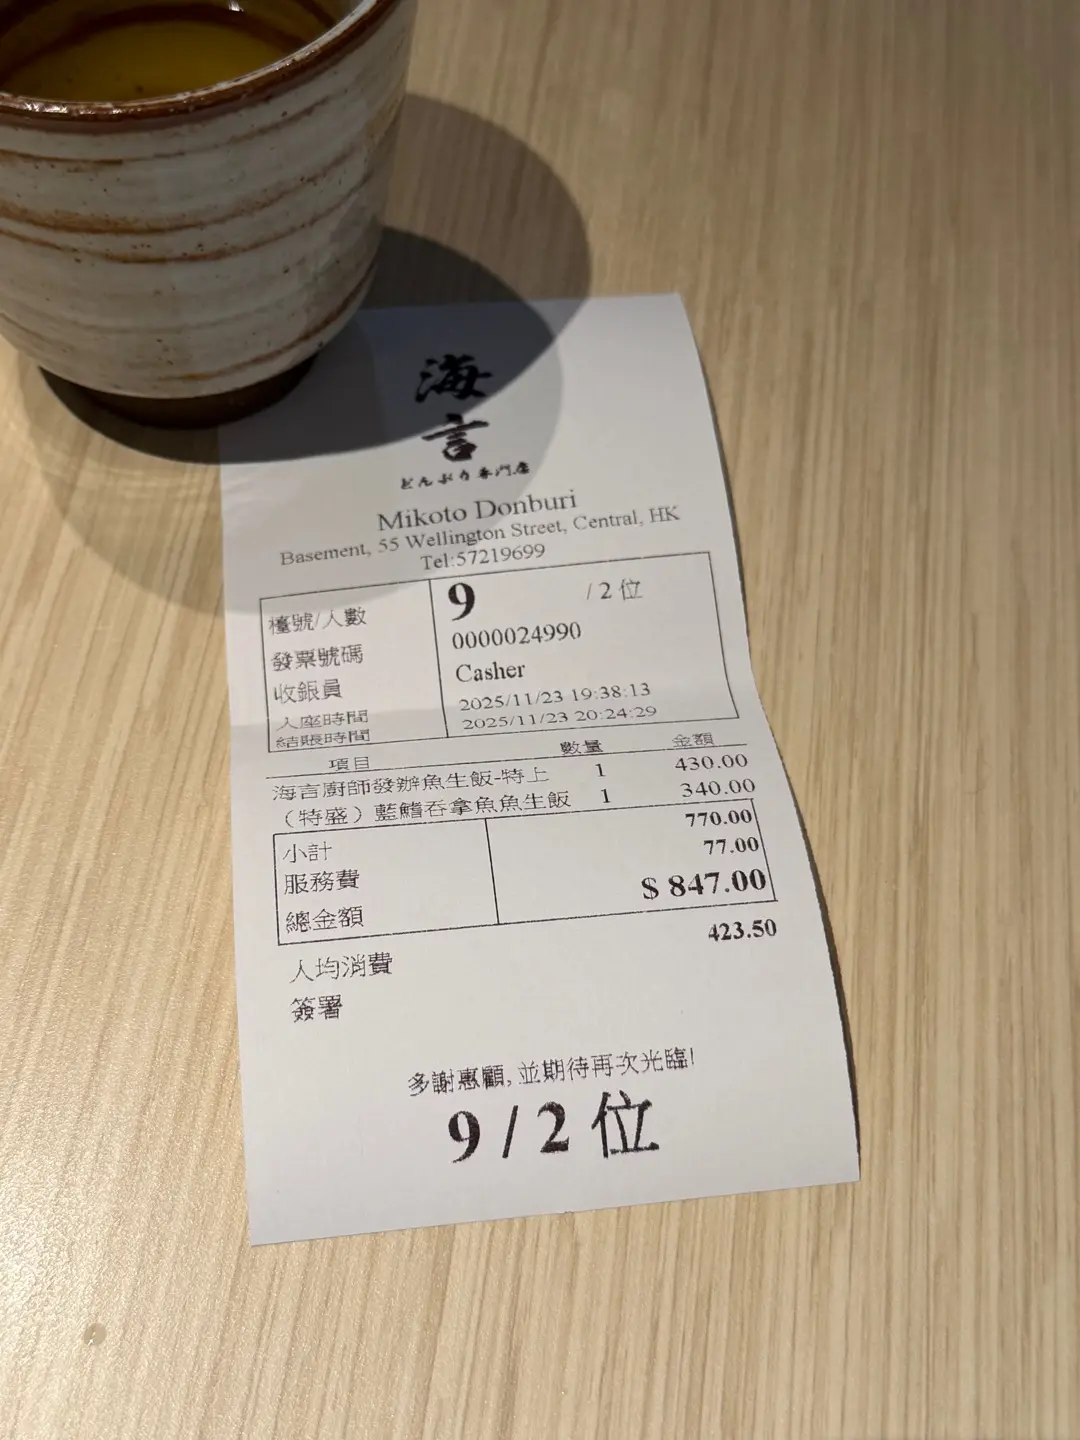 海
言
どんぶり専門店
Mikoto Donburi
Basement, 55 Wellington Street, Central, HK
Tel:57219699
檯號/人數 9 / 2 位
發票號碼 0000024990
收銀員 Casher
入座時間 2025/11/23 19:38:13
結賬時間 2025/11/23 20:24:29
項目 數量 金額
海言廚師發辦魚生飯-特上 1 430.00
（特盛）藍鰭吞拿魚魚生飯 1 340.00
小計 770.00
服務費 77.00
總金額 $ 847.00
人均消費 423.50
簽署
多謝惠顧, 並期待再次光臨!
9 / 2 位